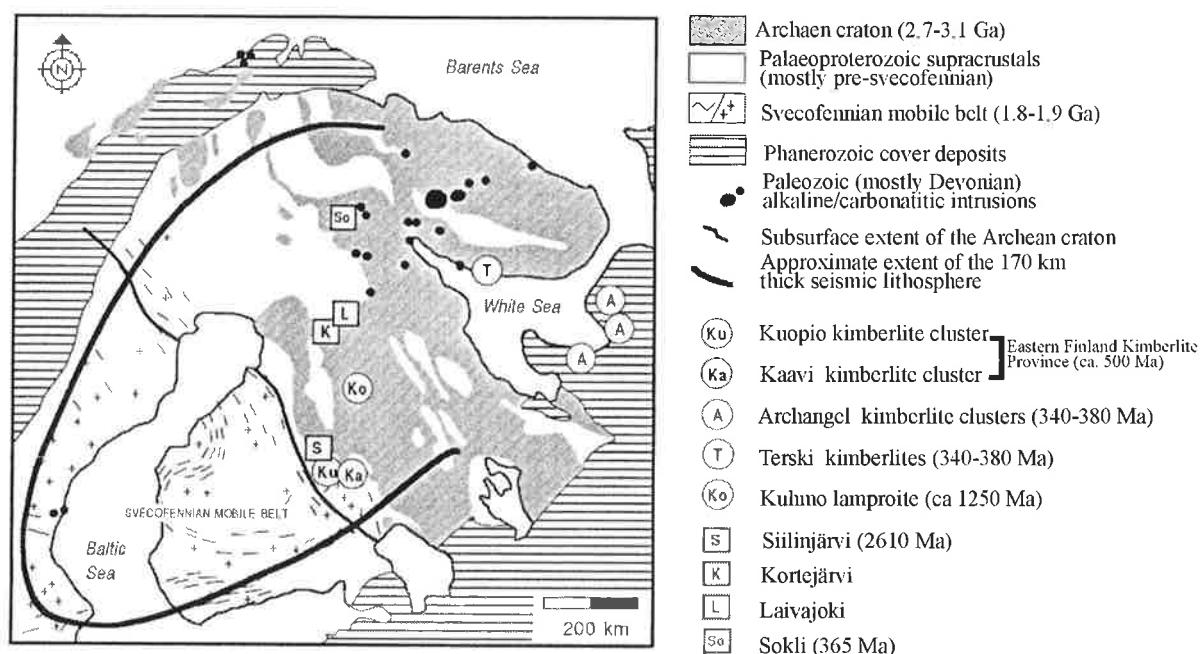 N
Barents Sea
So
T
White Sea
A
A
A
L
K
Ko
S
Ku
Ka
SVECOFENNIAN MOBILE BELT
Baltic
Sea
200 km
Archaen craton (2.7-3.1 Ga)
Palaeoproterozoic supracrustals
(mostly pre-svecofennian)
Svecofennian mobile belt (1.8-1.9 Ga)
Phanerozoic cover deposits
Paleozoic (mostly Devonian)
alkaline/carbonatitic intrusions
Subsurface extent of the Archean craton
Approximate extent of the 170 km
thick seismic lithosphere
Ku Kuopio kimberlite cluster
Ka Kaavi kimberlite cluster
Eastern Finland Kimberlite
Province (ca. 500 Ma)
A Archangel kimberlite clusters (340-380 Ma)
T Terski kimberlites (340-380 Ma)
Ko Kuhmo lamproite (ca 1250 Ma)
S Siilinjärvi (2610 Ma)
K Kortejärvi
L Laivajoki
So Sokli (365 Ma)